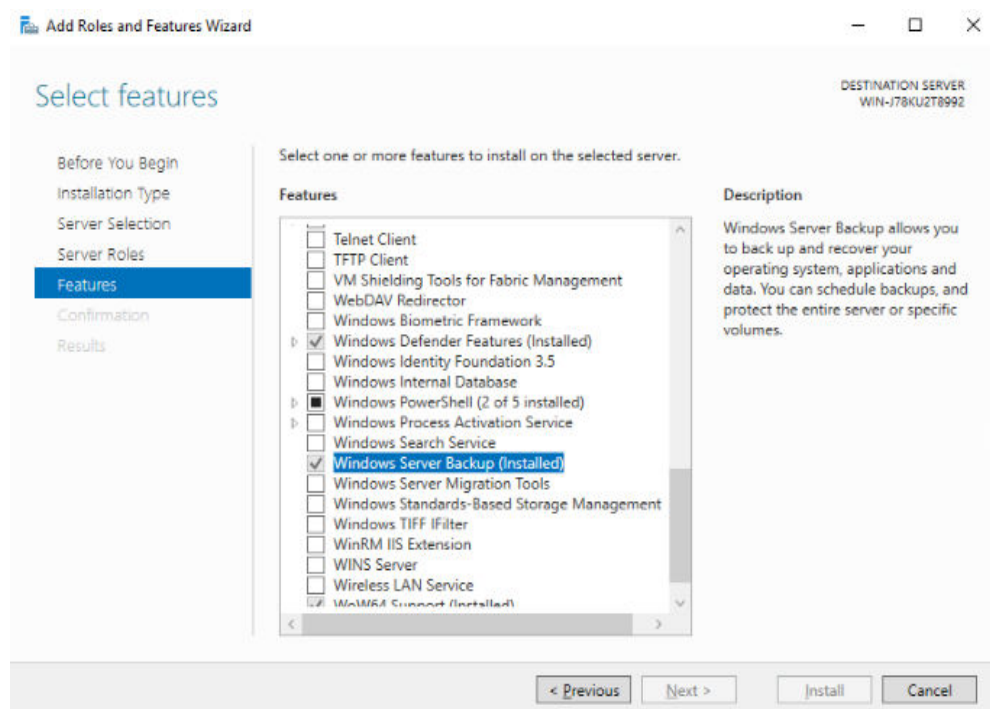 Add Roles and Features Wizard
Select features
DESTINATION SERVER
WIN-J78KU2T8992
Before You Begin
Installation Type
Server Selection
Server Roles
Features
Confirmation
Results
Select one or more features to install on the selected server.
Features
Telnet Client
TFTP Client
VM Shielding Tools for Fabric Management
WebDAV Redirector
Windows Biometric Framework
Windows Defender Features (Installed)
Windows Identity Foundation 3.5
Windows Internal Database
Windows PowerShell (2 of 5 installed)
Windows Process Activation Service
Windows Search Service
Windows Server Backup (Installed)
Windows Server Migration Tools
Windows Standards-Based Storage Management
Windows TIFF IFilter
WinRM IIS Extension
WINS Server
Wireless LAN Service
WoW64 Support (Installed)
Description
Windows Server Backup allows you
to back up and recover your
operating system, applications and
data. You can schedule backups, and
protect the entire server or specific
volumes.
< Previous
Next >
Install
Cancel